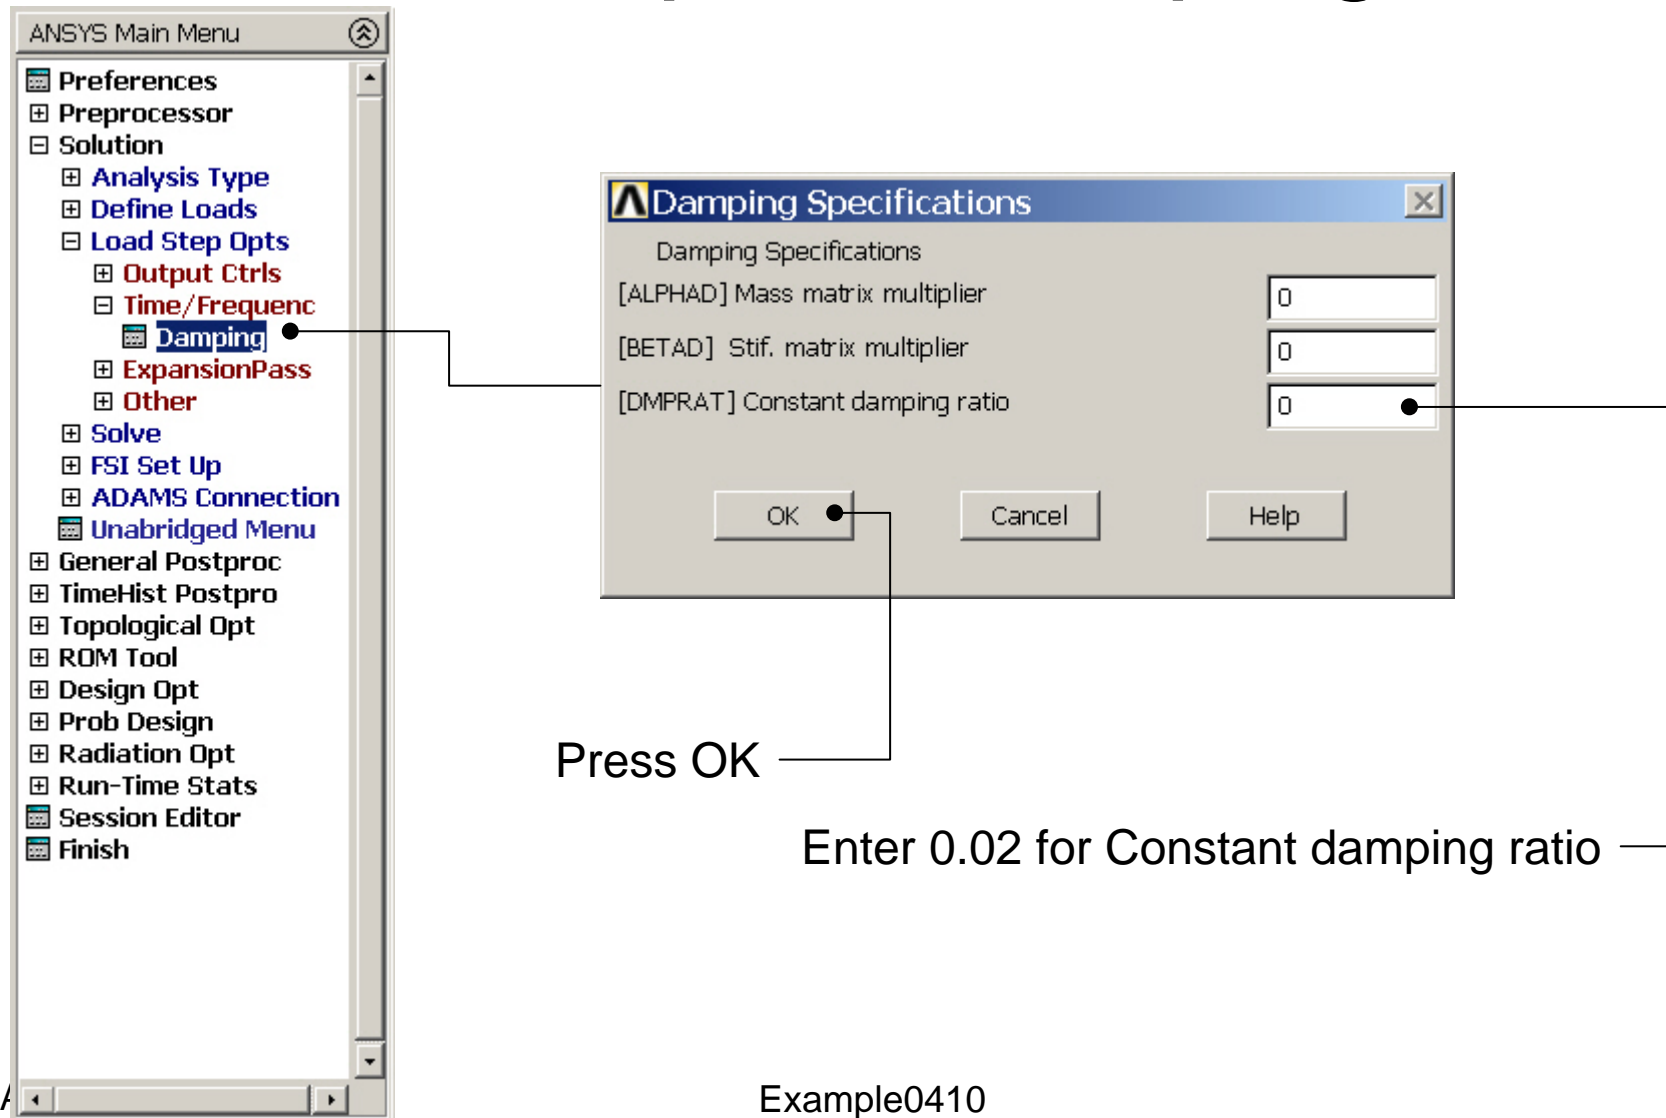 ANSYS Main Menu
Preferences
Preprocessor
Solution
Analysis Type
Define Loads
Load Step Opts
Output Ctrls
Time/Frequenc
Damping
ExpansionPass
Other
Solve
FSI Set Up
ADAMS Connection
Unabridged Menu
General Postproc
TimeHist Postpro
Topological Opt
ROM Tool
Design Opt
Prob Design
Radiation Opt
Run-Time Stats
Session Editor
Finish
Damping Specifications
Damping Specifications
[ALPHAD] Mass matrix multiplier 0
[BETAD] Stif. matrix multiplier 0
[DMPRAT] Constant damping ratio 0
OK Cancel Help
Press OK
Enter 0.02 for Constant damping ratio
Example0410